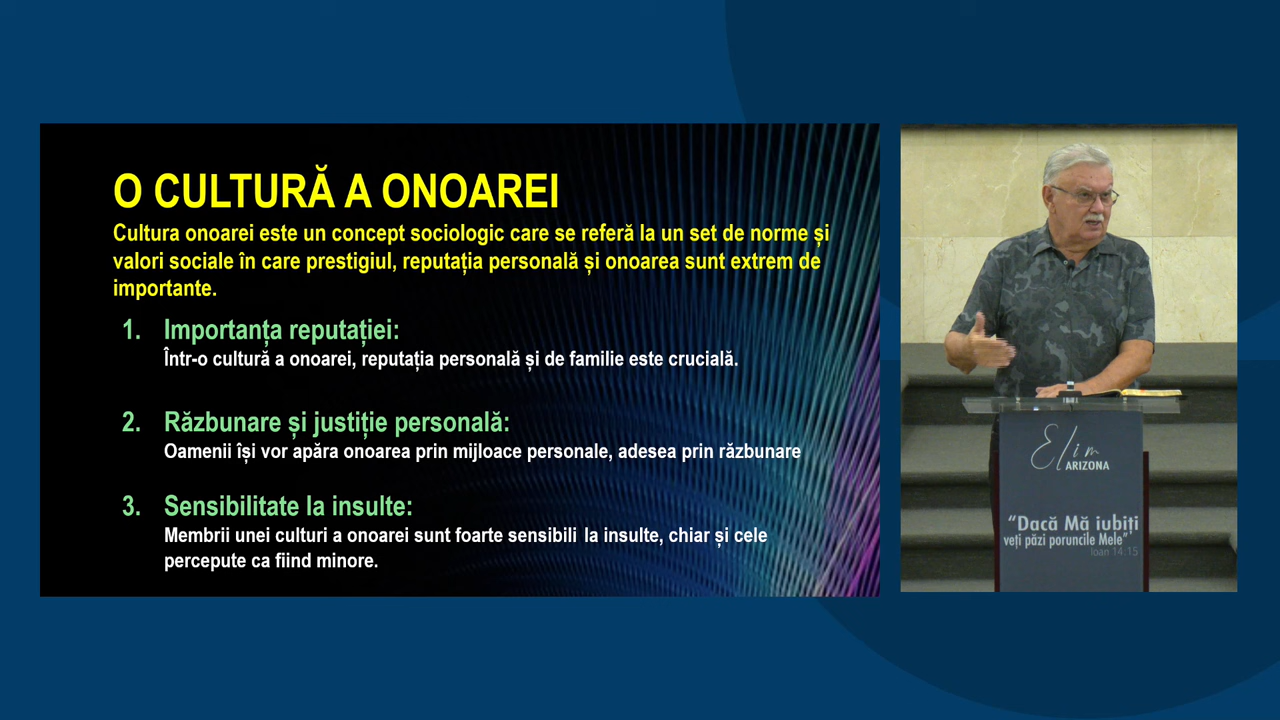 O CULTURĂ A ONOAREI
Cultura onoarei este un concept sociologic care se referă la un set de norme și
valori sociale în care prestigiul, reputația personală și onoarea sunt extrem de
importante.
1. Importanța reputației:
Într-o cultură a onoarei, reputația personală și de familie este crucială.
2. Răzbunare și justiție personală:
Oamenii își vor apăra onoarea prin mijloace personale, adesea prin răzbunare
3. Sensibilitate la insulte:
Membrii unei culturi a onoarei sunt foarte sensibili la insulte, chiar și cele
percepute ca fiind minore.
Elim
ARIZONA
“Dacă Mă iubiți
veți păzi poruncile Mele”
Ioan 14:15